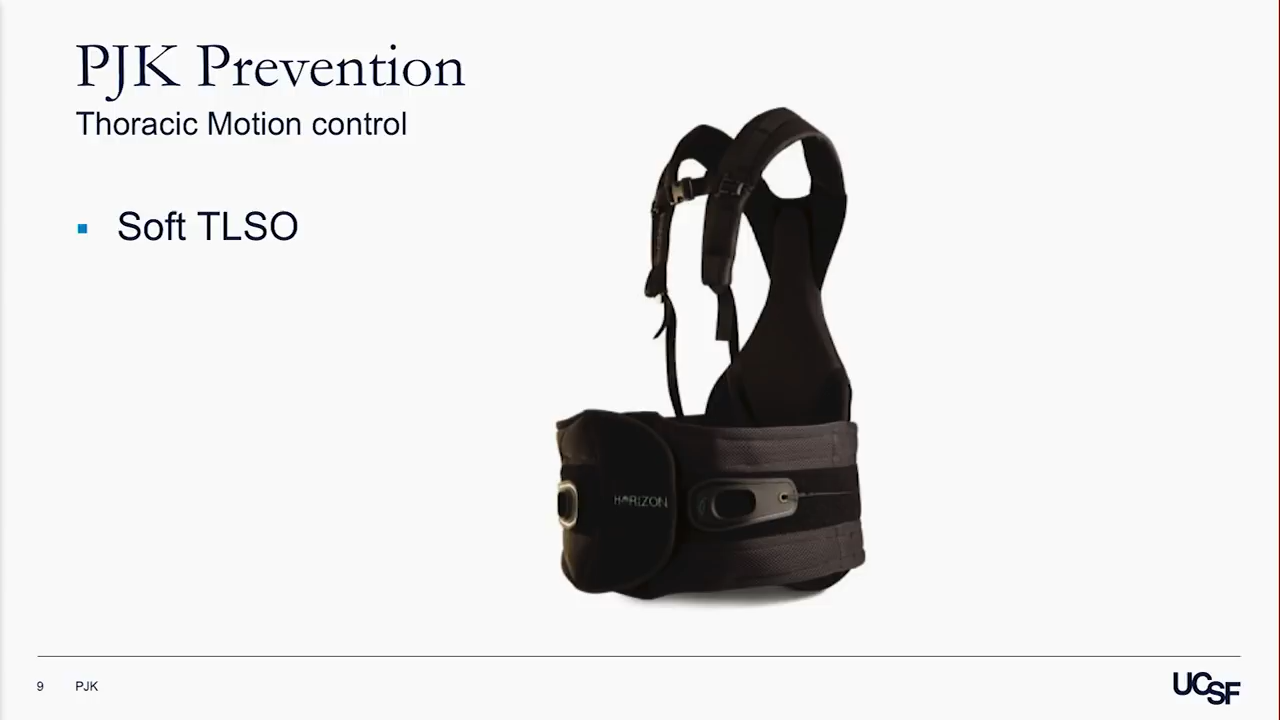 PJK Prevention
Thoracic Motion control
▪ Soft TLSO
HORIZON
9 PJK
UCSF